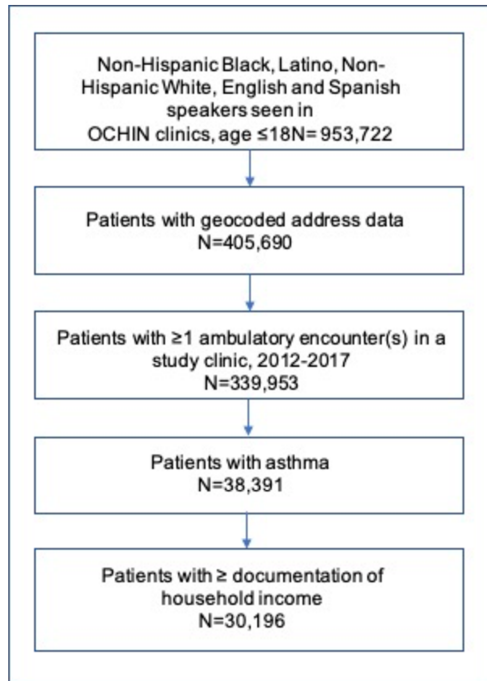 Non-Hispanic Black, Latino, Non-
Hispanic White, English and Spanish
speakers seen in
OCHIN clinics, age ≤18N= 953,722
Patients with geocoded address data
N=405,690
Patients with ≥1 ambulatory encounter(s) in a
study clinic, 2012-2017
N=339,953
Patients with asthma
N=38,391
Patients with ≥ documentation of
household income
N=30,196